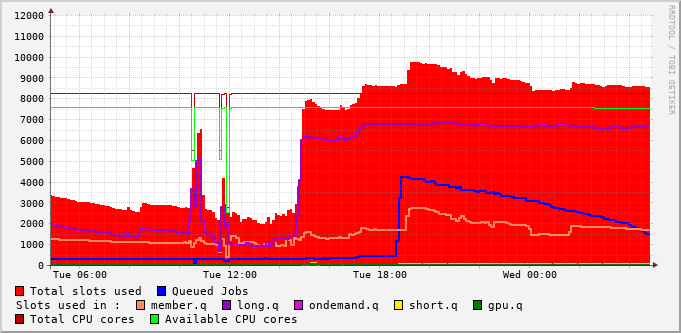 RRDTOOL / TOBI OETIKER
12000
11000
10000
9000
8000
7000
6000
5000
4000
3000
2000
1000
0
Tue 06:00 Tue 12:00 Tue 18:00 Wed 00:00
Total slots used Queued Jobs
Slots used in : member.q long.q ondemand.q short.q gpu.q
Total CPU cores Available CPU cores